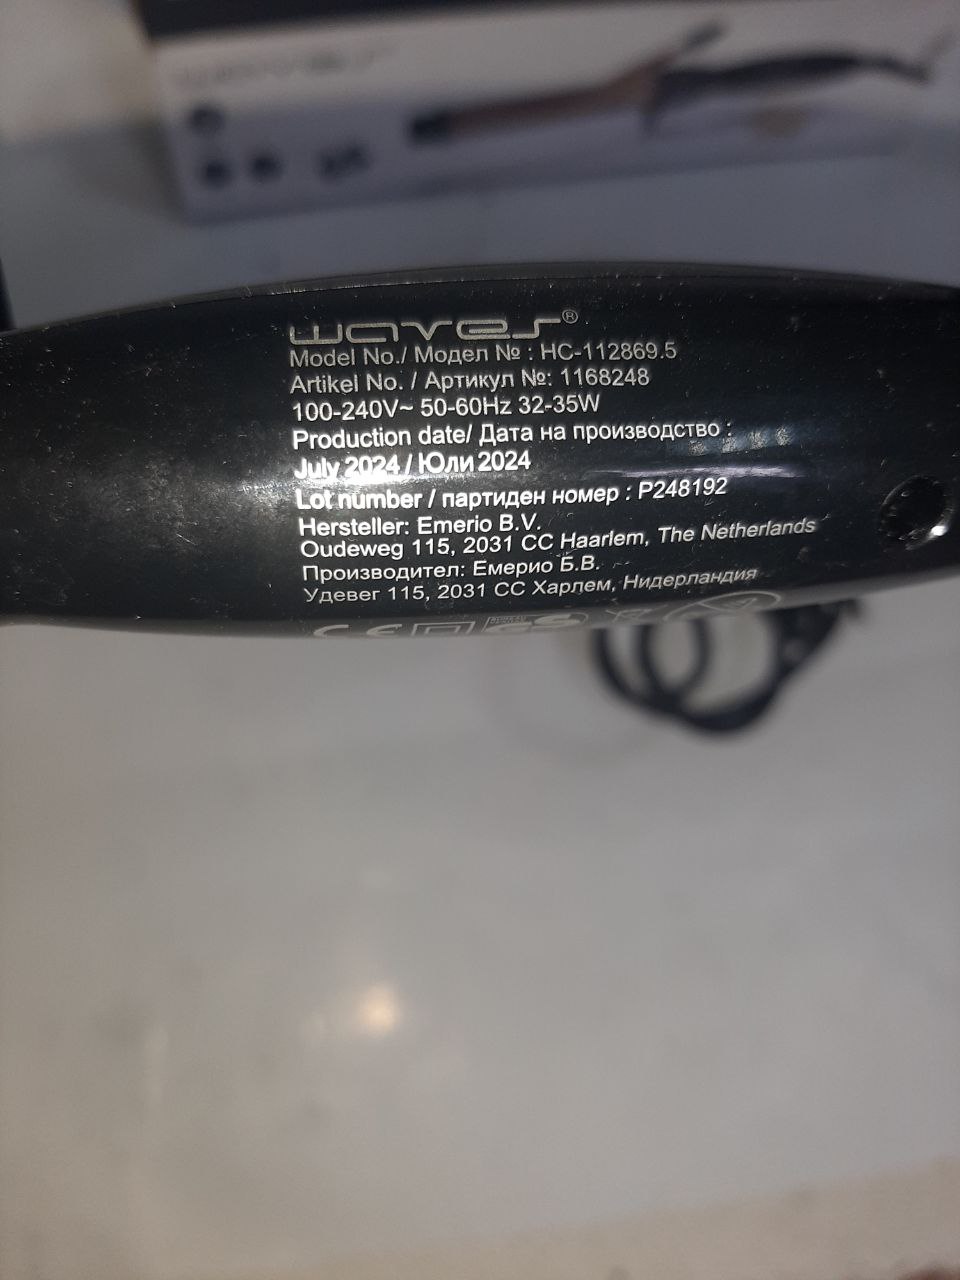 waves®
Model No./ Модел № : HC-112869.5
Artikel No. / Артикул №: 1168248
100-240V~ 50-60Hz 32-35W
Production date/ Дата на производство :
July 2024 / Юли 2024
Lot number / партиден номер : P248192
Hersteller: Emerio B.V.
Oudeweg 115, 2031 CC Haarlem, The Netherlands
Производител: Емерио Б.В.
Удевег 115, 2031 СС Харлем, Нидерландия
CE